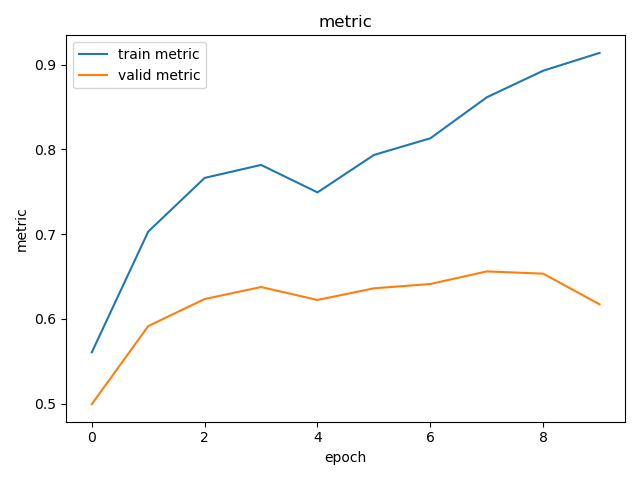 metric
train metric
valid metric
0.9
0.8
0.7
0.6
0.5
metric
0 2 4 6 8
epoch